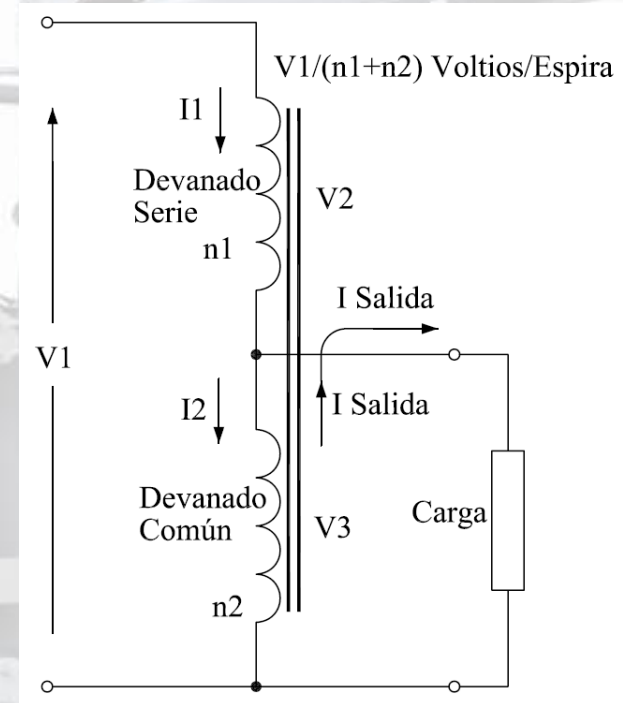 V1/(n1+n2) Voltios/Espira
I1
Devanado
Serie
n1
V2
I Salida
V1
I2
I Salida
Devanado
Común
V3
Carga
n2